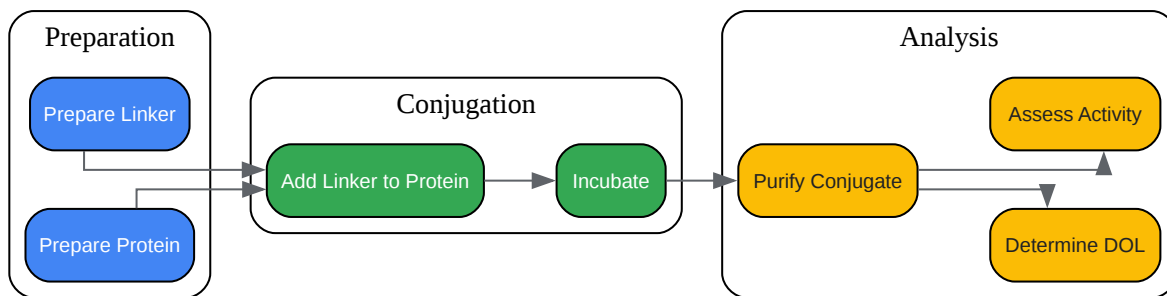 Preparation
Prepare Linker
Prepare Protein
Conjugation
Add Linker to Protein
Incubate
Analysis
Purify Conjugate
Assess Activity
Determine DOL